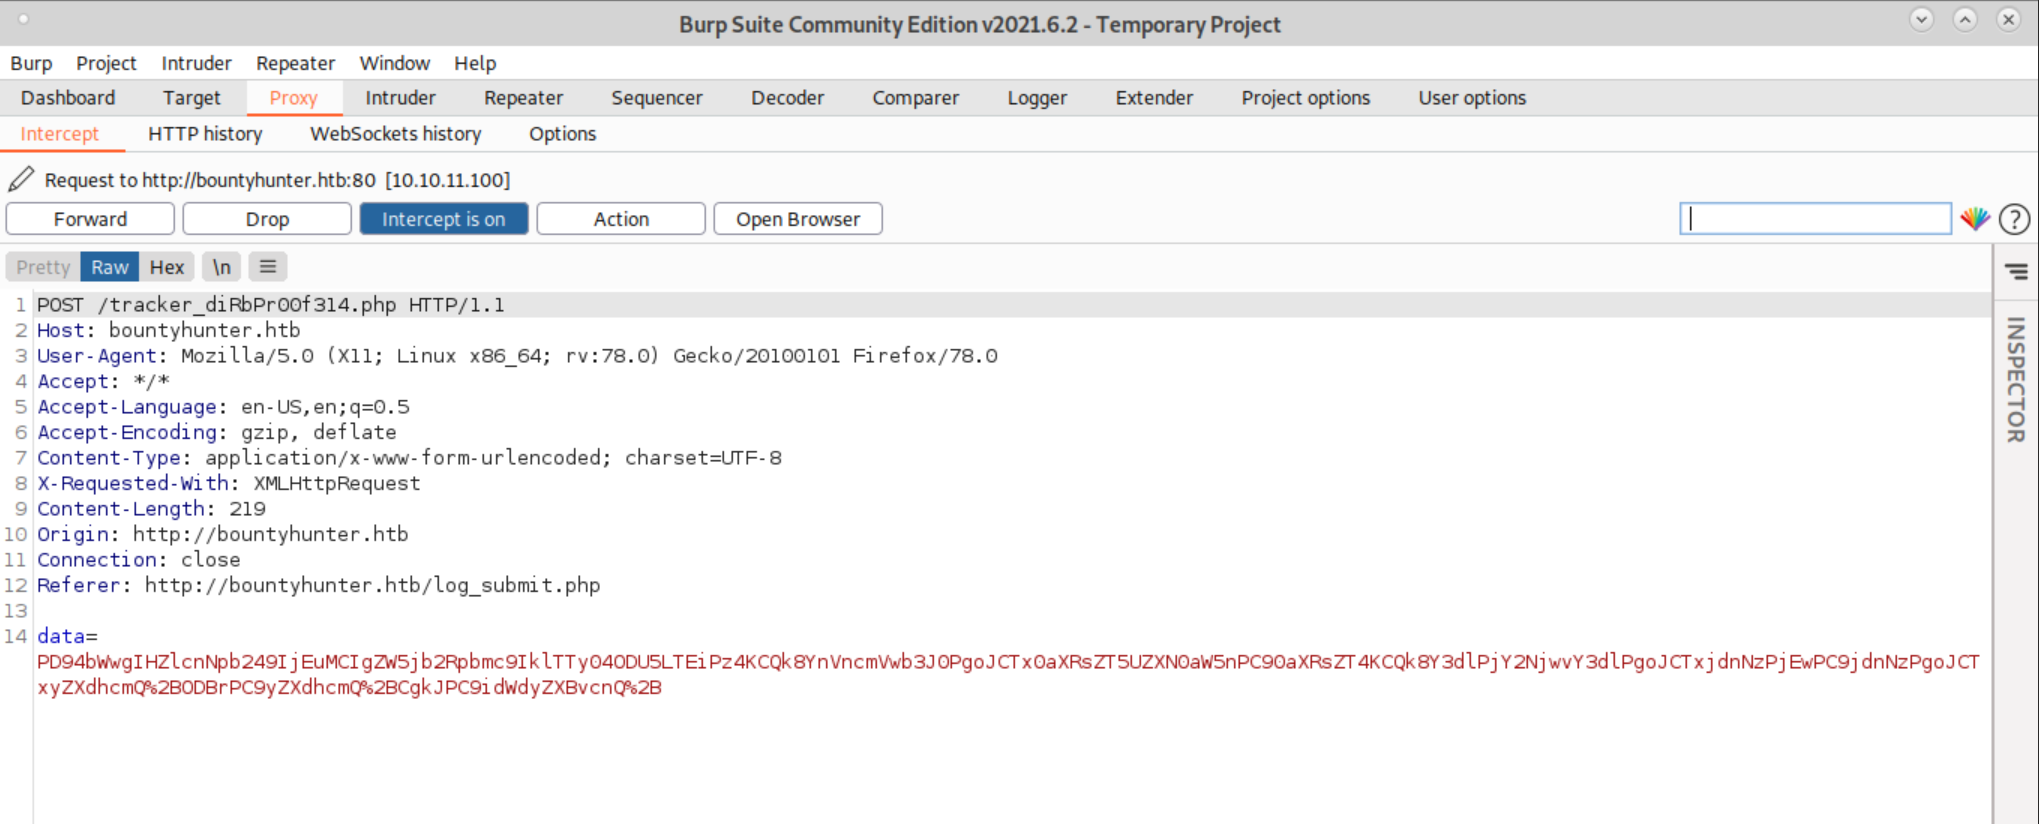 Burp Suite Community Edition v2021.6.2 - Temporary Project
Burp Project Intruder Repeater Window Help
Dashboard Target Proxy Intruder Repeater Sequencer Decoder Comparer Logger Extender Project options User options
Intercept HTTP history WebSockets history Options
Request to http://bountyhunter.htb:80 [10.10.11.100]
Forward Drop Intercept is on Action Open Browser ?
Pretty Raw Hex \n
1 POST /tracker_diRbPr00f314.php HTTP/1.1
2 Host: bountyhunter.htb
3 User-Agent: Mozilla/5.0 (X11; Linux x86_64; rv:78.0) Gecko/20100101 Firefox/78.0
4 Accept: */*
5 Accept-Language: en-US,en;q=0.5
6 Accept-Encoding: gzip, deflate
7 Content-Type: application/x-www-form-urlencoded; charset=UTF-8
8 X-Requested-With: XMLHttpRequest
9 Content-Length: 219
10 Origin: http://bountyhunter.htb
11 Connection: close
12 Referer: http://bountyhunter.htb/log_submit.php
13
14 data=
PD94bWwgIHZlcnNpb249IjEuMCIgZW5jb2Rpbmc9IklTTy04ODU5LTEiPz4KCQk8YnVncmVwb3J0PgoJCTx0aXRsZT5UZXN0aW5nPC90aXRsZT4KCQk8Y3dlPjY2NjwvY3dlPgoJCTxjdnNzPjEwPC9jdnNzPgoJCT
xyZXdhcmQ%2BODBrPC9yZXdhcmQ%2BCgkJPC9idWdyZXBvcnQ%2B
INSPECTOR